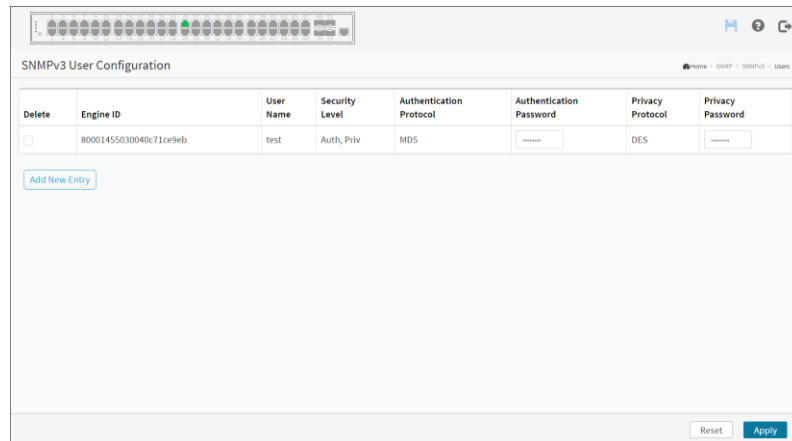 SNMPv3 User Configuration
Home > SNMP > SNMPv3 > Users
Delete Engine ID User Name Security Level Authentication Protocol Authentication Password Privacy Protocol Privacy Password
80001455030040c71ce9eb test Auth, Priv MD5 •••••••• DES ••••••••
Add New Entry
Reset Apply